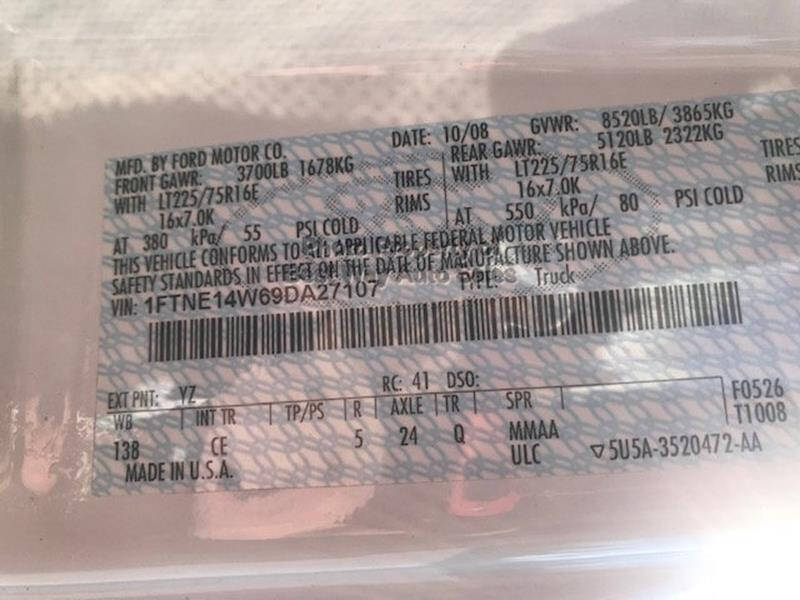 MFD. BY FORD MOTOR CO. DATE: 10/08 GVWR: 8520LB/ 3865KG
FRONT GAWR: 3700LB 1678KG REAR GAWR: 5120LB 2322KG
WITH LT225/75R16E TIRES WITH LT225/75R16E TIRES
16x7.0K RIMS 16x7.0K RIMS
AT 380 kPa/ 55 PSI COLD AT 550 kPa/ 80 PSI COLD
THIS VEHICLE CONFORMS TO ALL APPLICABLE FEDERAL MOTOR VEHICLE
SAFETY STANDARDS IN EFFECT ON THE DATE OF MANUFACTURE SHOWN ABOVE.
VIN: 1FTNE14W69DA27107 TYPE: Truck
EXT PNT: YZ RC: 41 DSO:
WB INT TR TP/PS R AXLE TR SPR F0526
138 CE 5 24 Q MMAA T1008
MADE IN U.S.A. ULC ▽5U5A-3520472-AA